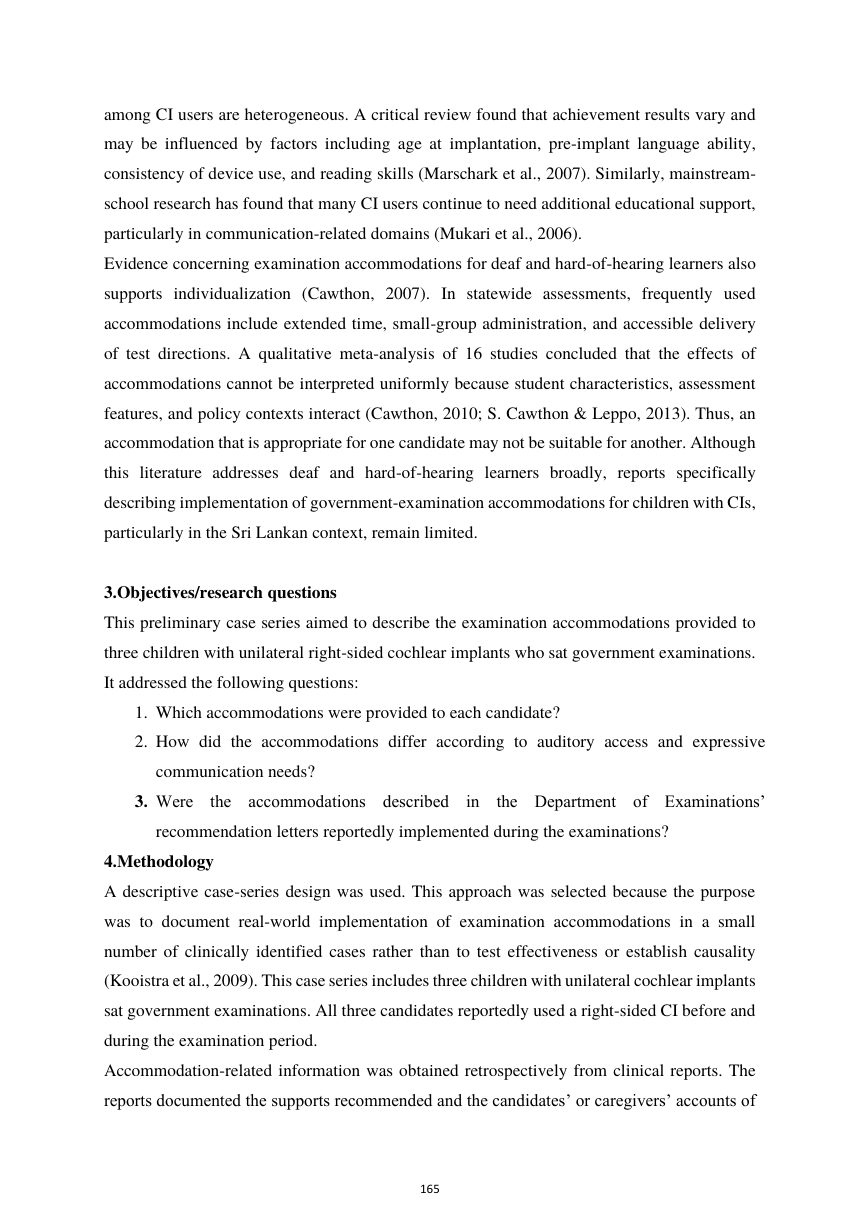 among CI users are heterogeneous. A critical review found that achievement results vary and
may be influenced by factors including age at implantation, pre-implant language ability,
consistency of device use, and reading skills (Marschark et al., 2007). Similarly, mainstream-
school research has found that many CI users continue to need additional educational support,
particularly in communication-related domains (Mukari et al., 2006).
Evidence concerning examination accommodations for deaf and hard-of-hearing learners also
supports individualization (Cawthon, 2007). In statewide assessments, frequently used
accommodations include extended time, small-group administration, and accessible delivery
of test directions. A qualitative meta-analysis of 16 studies concluded that the effects of
accommodations cannot be interpreted uniformly because student characteristics, assessment
features, and policy contexts interact (Cawthon, 2010; S. Cawthon & Leppo, 2013). Thus, an
accommodation that is appropriate for one candidate may not be suitable for another. Although
this literature addresses deaf and hard-of-hearing learners broadly, reports specifically
describing implementation of government-examination accommodations for children with CIs,
particularly in the Sri Lankan context, remain limited.
3.Objectives/research questions
This preliminary case series aimed to describe the examination accommodations provided to
three children with unilateral right-sided cochlear implants who sat government examinations.
It addressed the following questions:
1. Which accommodations were provided to each candidate?
2. How did the accommodations differ according to auditory access and expressive
communication needs?
3. Were the accommodations described in the Department of Examinations’
recommendation letters reportedly implemented during the examinations?
4.Methodology
A descriptive case-series design was used. This approach was selected because the purpose
was to document real-world implementation of examination accommodations in a small
number of clinically identified cases rather than to test effectiveness or establish causality
(Kooistra et al., 2009). This case series includes three children with unilateral cochlear implants
sat government examinations. All three candidates reportedly used a right-sided CI before and
during the examination period.
Accommodation-related information was obtained retrospectively from clinical reports. The
reports documented the supports recommended and the candidates’ or caregivers’ accounts of
165